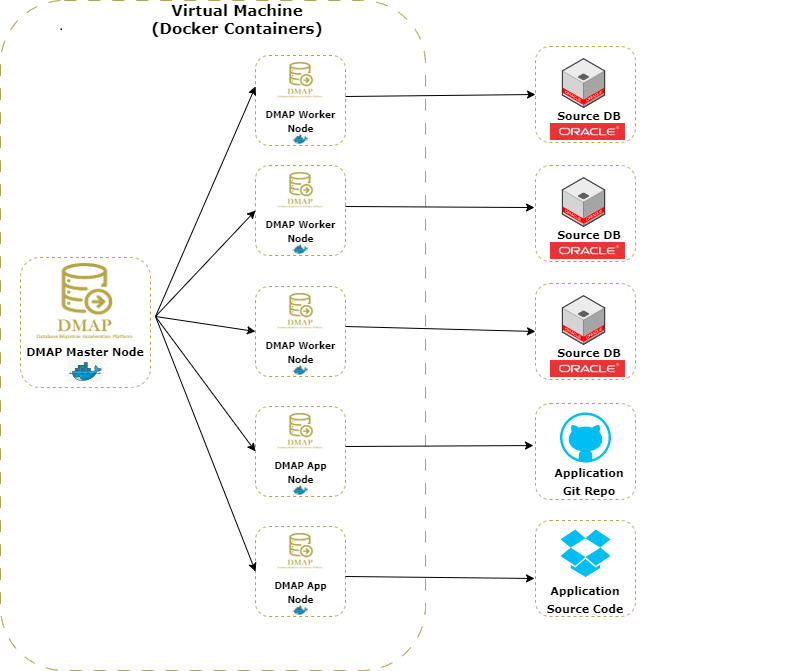 Virtual Machine
(Docker Containers)
DMAP
DMAP Worker
Node
Source DB
ORACLE
DMAP
DMAP Worker
Node
Source DB
ORACLE
DMAP
Database Migration Acceleration Platform
DMAP Master Node
DMAP
DMAP Worker
Node
Source DB
ORACLE
DMAP
DMAP App
Node
Application
Git Repo
DMAP
DMAP App
Node
Application
Source Code